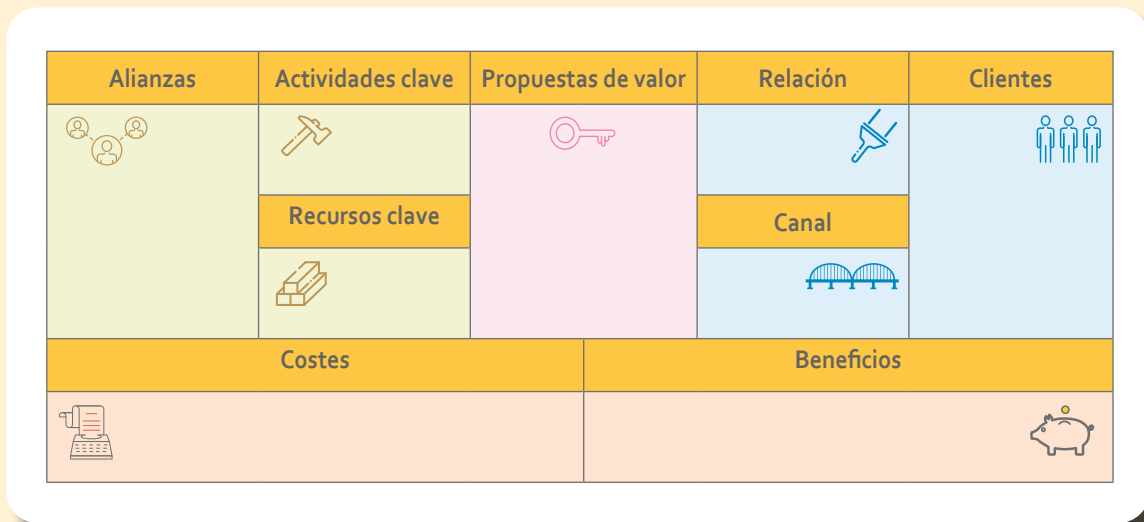 Alianzas
Actividades clave
Propuestas de valor
Relación
Clientes
Recursos clave
Canal
Costes
Beneficios